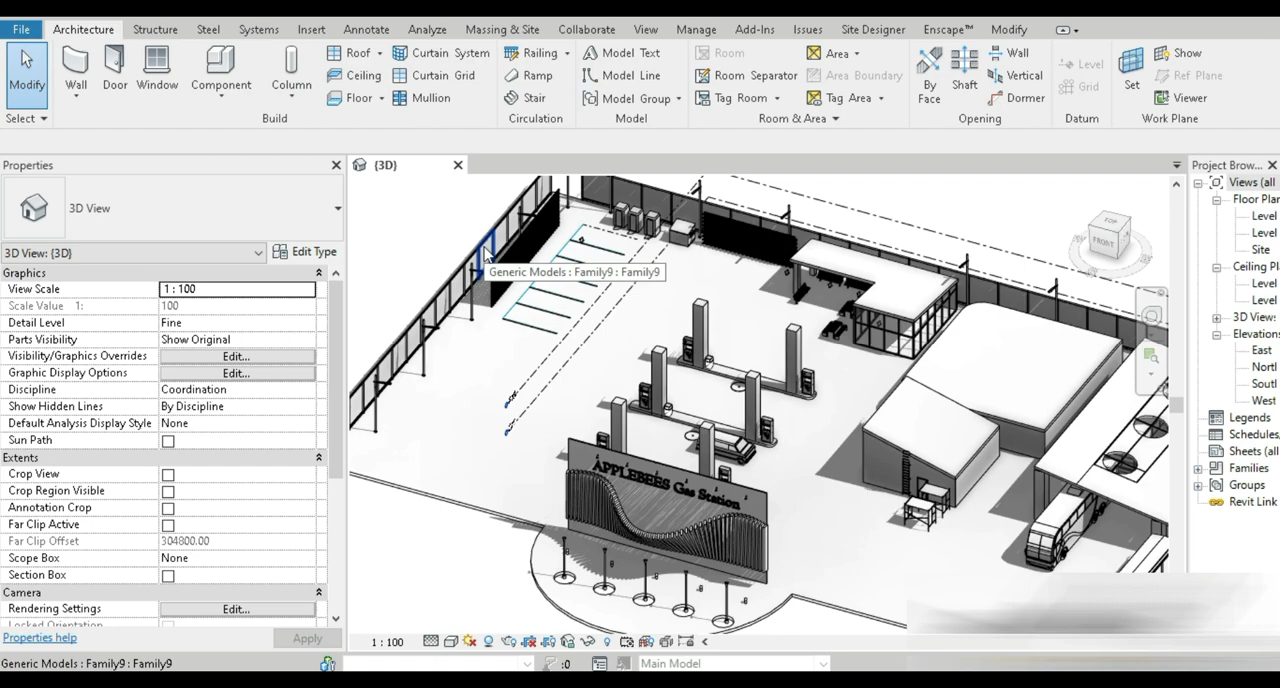 File Architecture Structure Steel Systems Insert Annotate Analyze Massing & Site Collaborate View Manage Add-Ins Issues Site Designer Enscape™ Modify
Modify Wall Door Window Component Column
Roof Curtain System
Ceiling Curtain Grid
Floor Mullion
Railing
Ramp
Stair
Model Text
Model Line
Model Group
Room Area
Room Separator Area Boundary
Tag Room Tag Area
By Face Shaft
Wall
Vertical
Dormer
Level
Grid
Set
Show
Ref Plane
Viewer
Select Build Circulation Model Room & Area Opening Datum Work Plane
Properties
3D View
3D View: {3D} Edit Type
Graphics
View Scale 1 : 100
Scale Value 1: 100
Detail Level Fine
Parts Visibility Show Original
Visibility/Graphics Overrides Edit...
Graphic Display Options Edit...
Discipline Coordination
Show Hidden Lines By Discipline
Default Analysis Display Style None
Sun Path
Extents
Crop View
Crop Region Visible
Annotation Crop
Far Clip Active
Far Clip Offset 304800.00
Scope Box None
Section Box
Camera
Rendering Settings Edit...
Locked Orientation
Properties help Apply
{3D}
TOP
FRONT
Generic Models : Family9 : Family9
APPLEBEES Gas Station
Project Brow...
Views (all
Floor Plan
Level
Level
Site
Ceiling Pl
Level
Level
3D View:
Elevations
East
Nortl
Soutl
West
Legends
Schedules,
Sheets (all
Families
Groups
Revit Link
1 : 100
Generic Models : Family9 : Family9 :0 Main Model